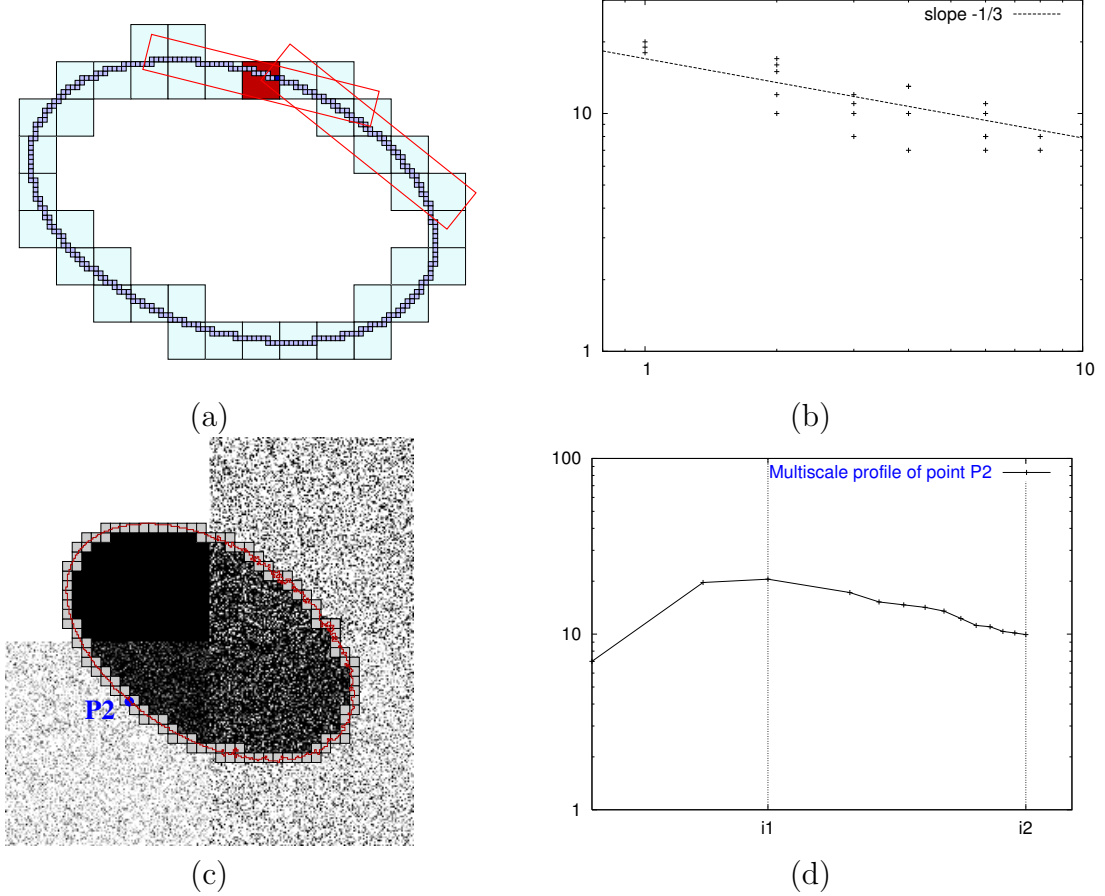 slope -1/3
10
1
1
10
(a)
(b)
P2
(c)
Multiscale profile of point P2
100
10
1
i1
i2
(d)